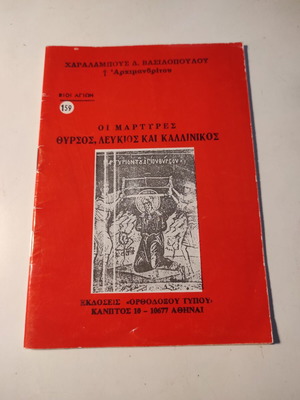 ΧΑΡΑΛΑΜΠΟΥΣ Δ. ΒΑΣΙΛΟΠΟΥΛΟΥ
† Ἀρχιμανδρίτου
ΒΙΟΙ ΑΓΙΩΝ
159
ΟΙ ΜΑΡΤΥΡΕΣ
ΘΥΡΣΟΣ, ΛΕΥΚΙΟΣ ΚΑΙ ΚΑΛΛΙΝΙΚΟΣ
ΕΚΔΟΣΕΙΣ «ΟΡΘΟΔΟΞΟΥ ΤΥΠΟΥ»
ΚΑΝΙΓΓΟΣ 10 - 10677 ΑΘΗΝΑΙ